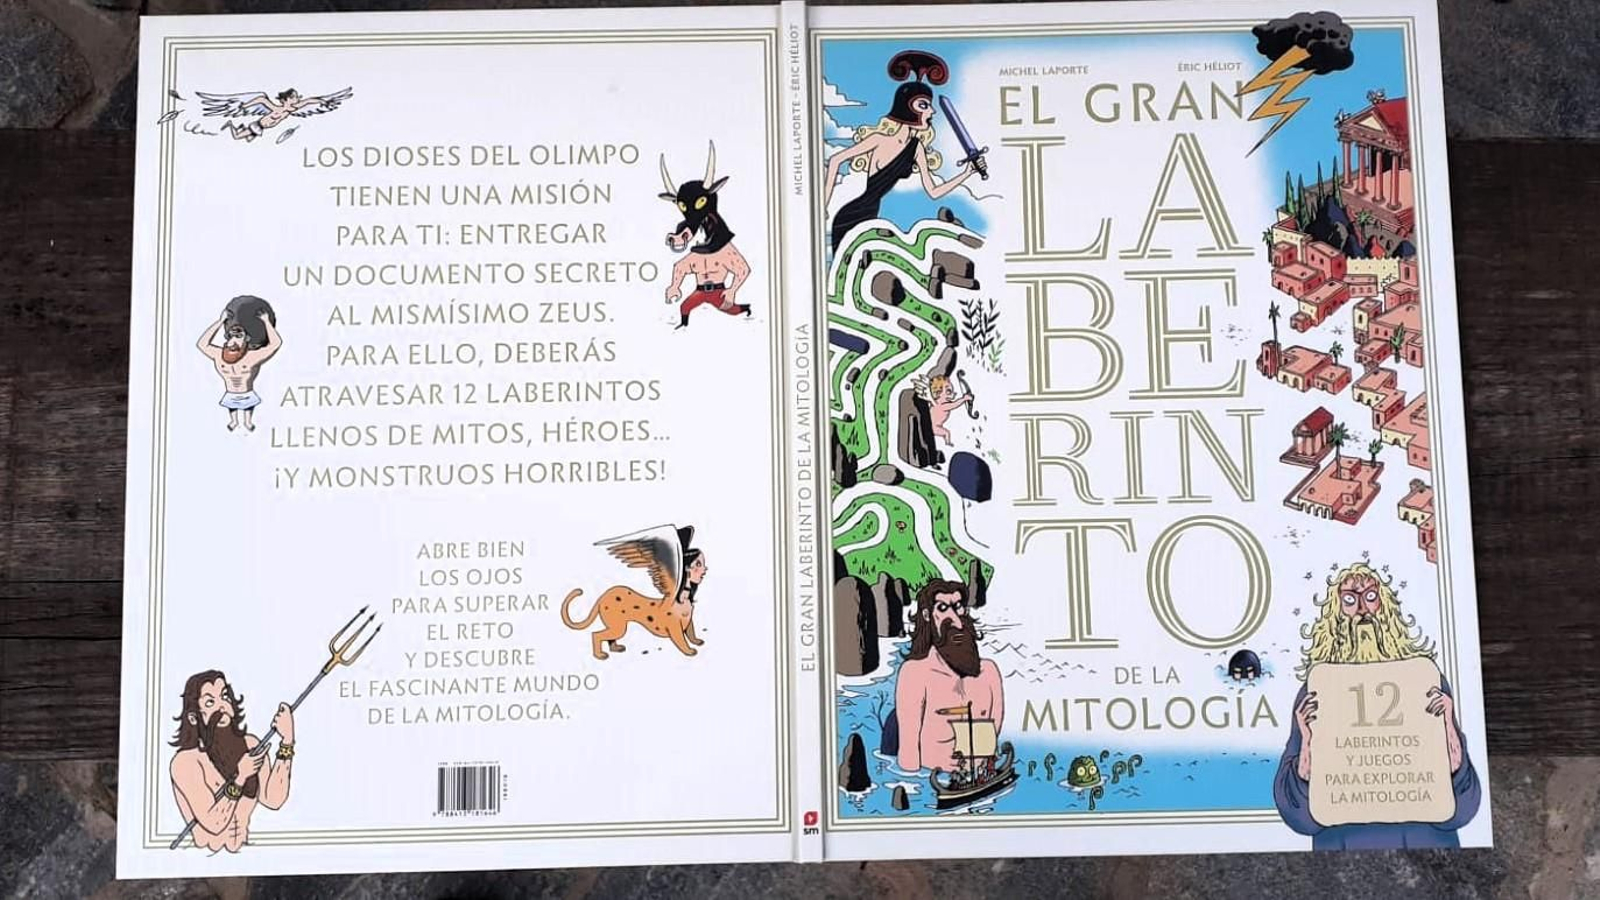 LOS DIOSES DEL OLIMPO
TIENEN UNA MISIÓN
PARA TI: ENTREGAR
UN DOCUMENTO SECRETO
AL MISMÍSIMO ZEUS.
PARA ELLO, DEBERÁS
ATRAVESAR 12 LABERINTOS
LLENOS DE MITOS, HÉROES...
¡Y MONSTRUOS HORRIBLES!
ABRE BIEN
LOS OJOS
PARA SUPERAR
EL RETO
Y DESCUBRE
EL FASCINANTE MUNDO
DE LA MITOLOGÍA.
9 788413 181646
MICHEL LAPORTE - ÉRIC HÉLIOT
EL GRAN LABERINTO DE LA MITOLOGÍA
sm
MICHEL LAPORTE
ÉRIC HÉLIOT
EL GRAN
LA
BE
RIN
TO
DE LA
MITOLOGÍA
12
LABERINTOS
Y JUEGOS
PARA EXPLORAR
LA MITOLOGÍA